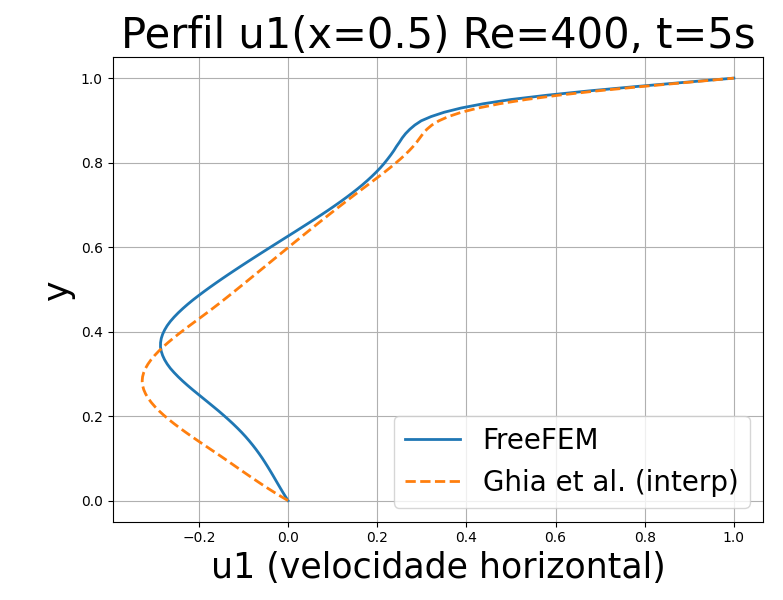 Perfil u1(x=0.5) Re=400, t=5s
1.0
0.8
0.6
0.4
0.2
0.0
y
FreeFEM
Ghia et al. (interp)
−0.2 0.0 0.2 0.4 0.6 0.8 1.0
u1 (velocidade horizontal)